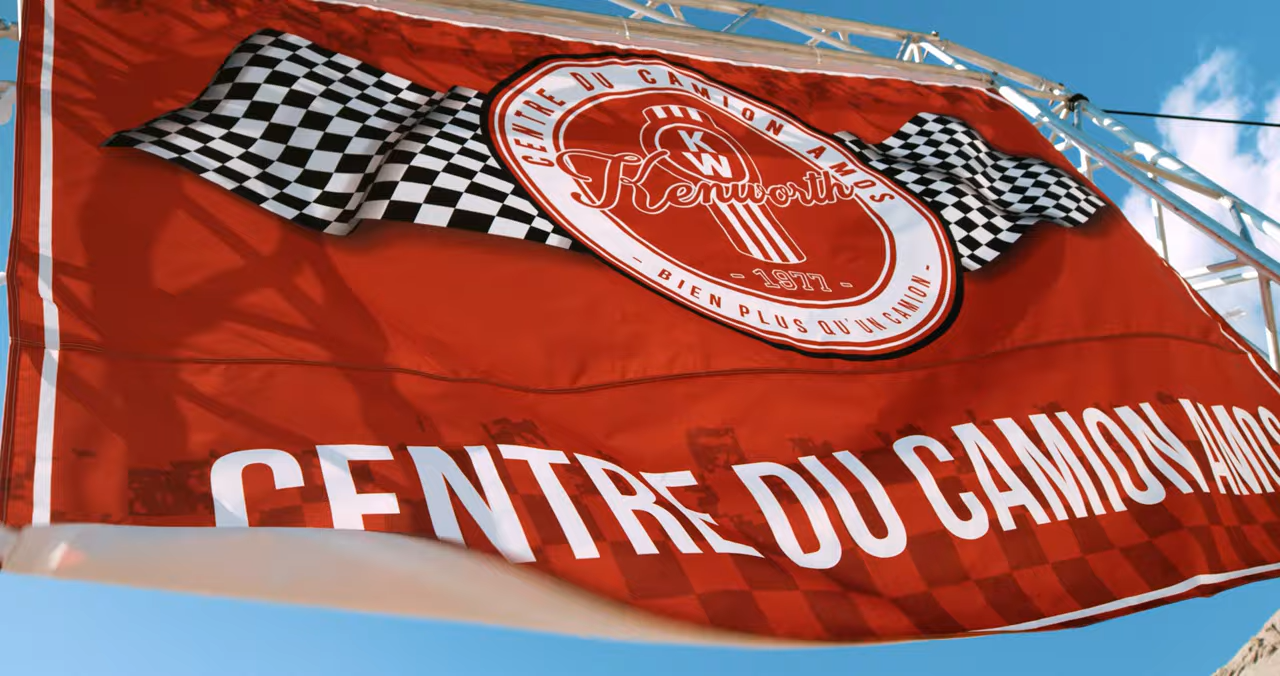 CENTRE DU CAMION AMOS
KW
Kenworth
- 1977 -
- BIEN PLUS QU'UN CAMION -
CENTRE DU CAMION AMOS